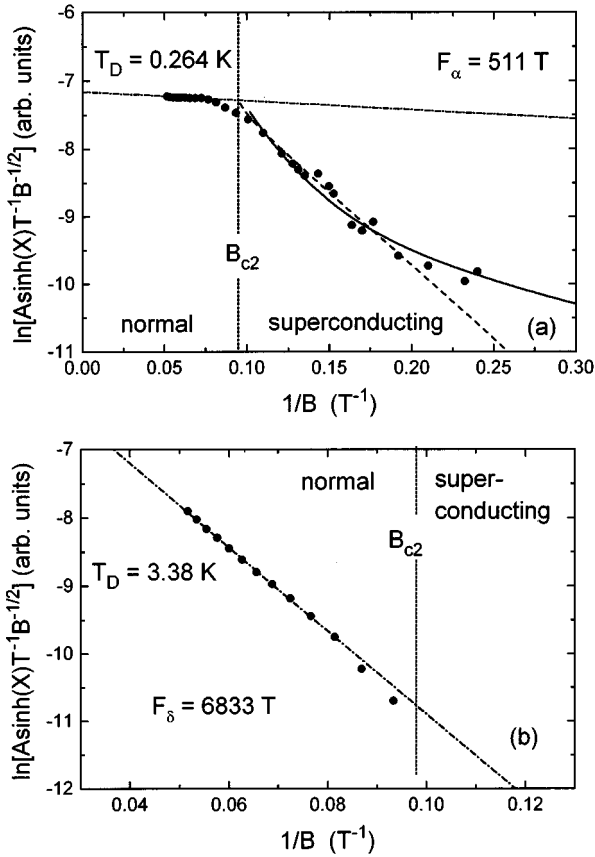 -6
T_D = 0.264 K
F_α = 511 T
-7
-8
-9
-10
-11
ln[Asinh(X)T⁻¹B⁻¹/²] (arb. units)
B_c2
normal
superconducting
(a)
0.00 0.05 0.10 0.15 0.20 0.25 0.30
1/B (T⁻¹)
-7
normal
super-
conducting
-8
B_c2
T_D = 3.38 K
-9
-10
ln[Asinh(X)T⁻¹B⁻¹/²] (arb. units)
F_δ = 6833 T
-11
(b)
-12
0.04 0.06 0.08 0.10 0.12
1/B (T⁻¹)